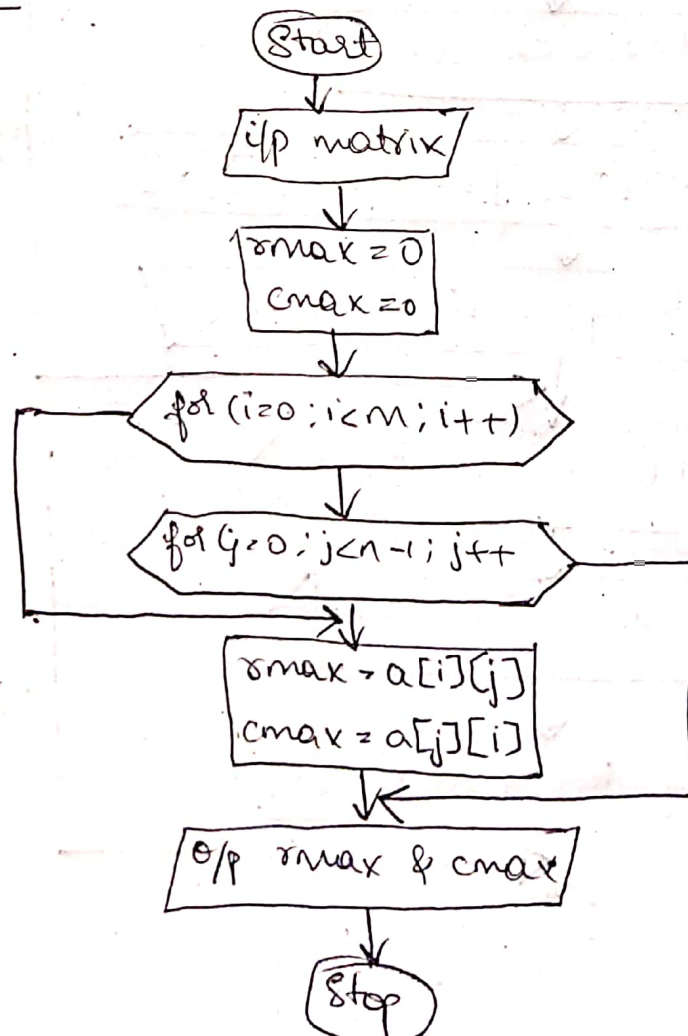 Start
i/p matrix
rmax = 0
cmax = 0
for (i=0; i<m; i++)
for (j=0; j<n-1; j++
rmax = a[i][j]
cmax = a[j][i]
O/p rmax & cmax
Stop